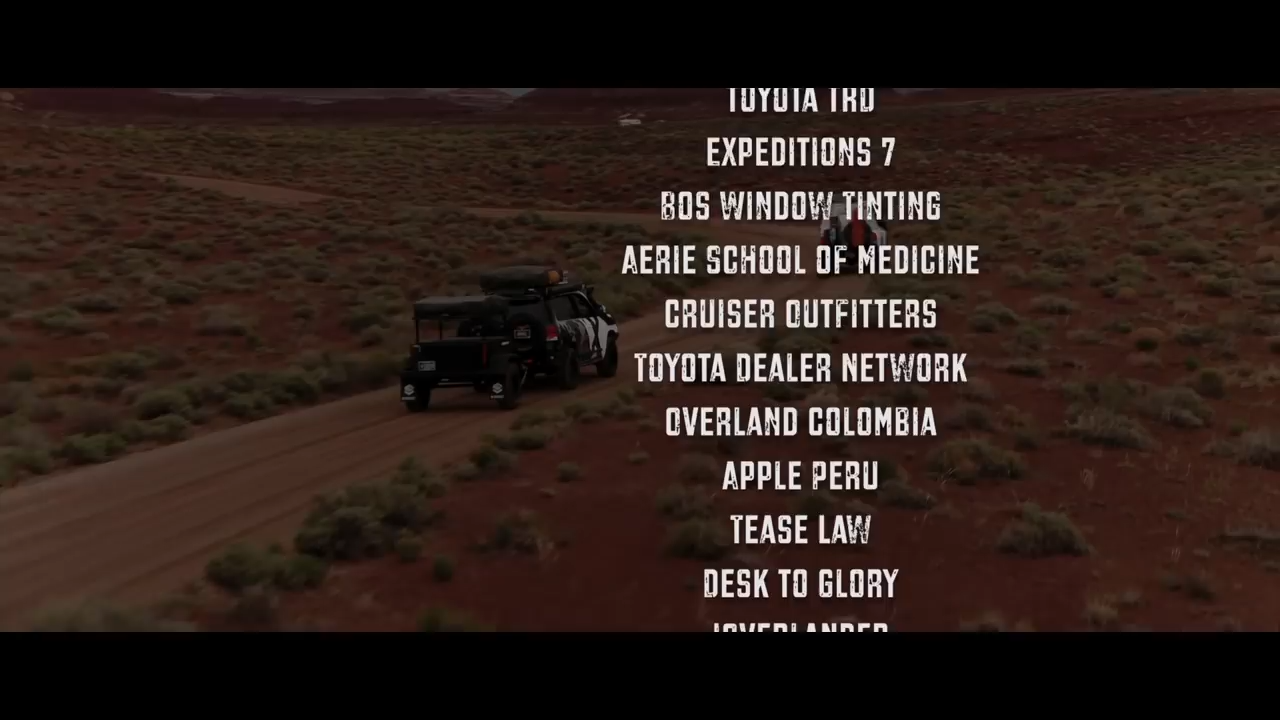 TOYOTA TRD
EXPEDITIONS 7
BOS WINDOW TINTING
AERIE SCHOOL OF MEDICINE
CRUISER OUTFITTERS
TOYOTA DEALER NETWORK
OVERLAND COLOMBIA
APPLE PERU
TEASE LAW
DESK TO GLORY
IOVERLANDER